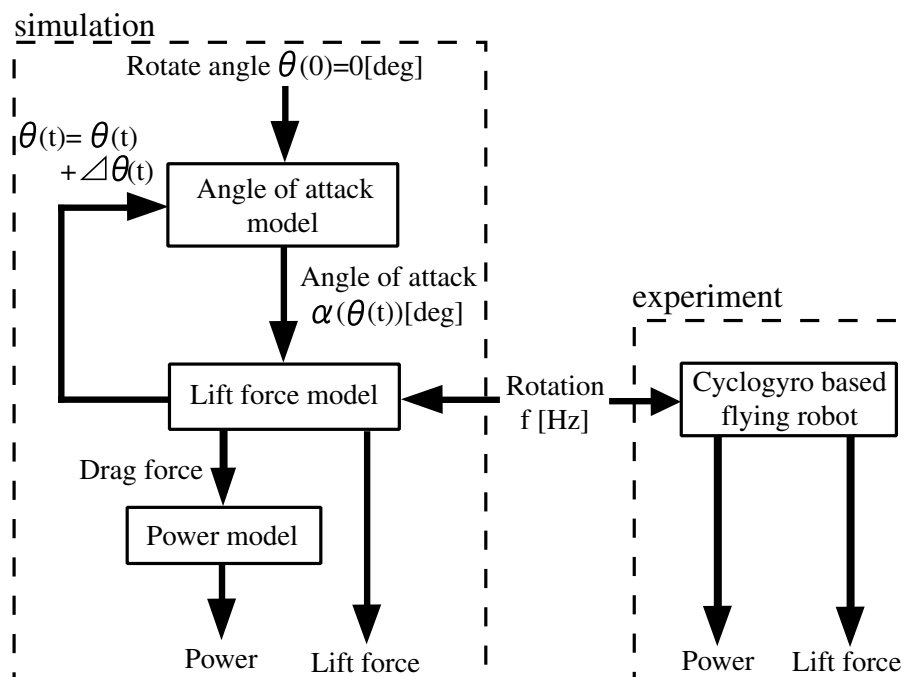 simulation
Rotate angle θ(0)=0[deg]
θ(t)= θ(t)
+⊿θ(t)
Angle of attack
model
Angle of attack
α(θ(t))[deg]
experiment
Lift force model
Rotation
f [Hz]
Cyclogyro based
flying robot
Drag force
Power model
Power
Lift force
Power
Lift force